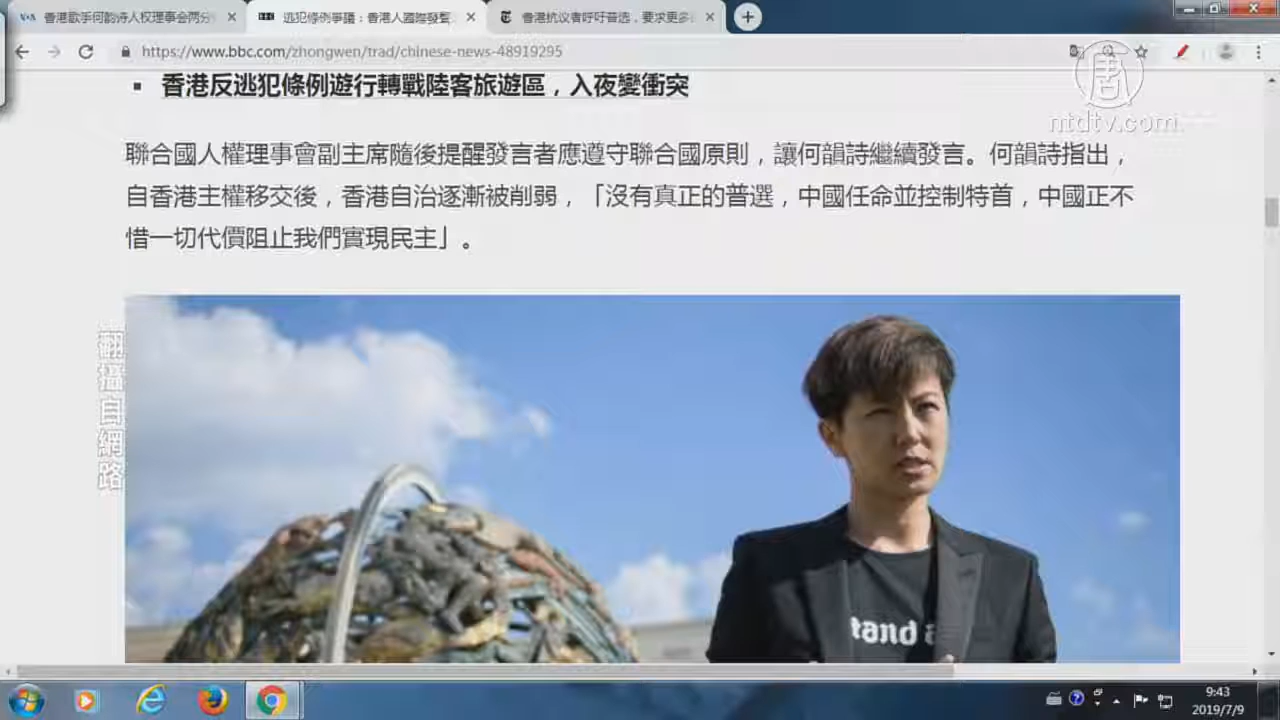 VOA 香港歌手何韵诗人权理事会两分
逃犯條例爭議：香港人國際發聲
香港抗议者呼吁普选，要求更多
https://www.bbc.com/zhongwen/trad/chinese-news-48919295
唐
ntdtv.com
香港反逃犯條例遊行轉戰陸客旅遊區，入夜變衝突
聯合國人權理事會副主席隨後提醒發言者應遵守聯合國原則，讓何韻詩繼續發言。何韻詩指出，
自香港主權移交後，香港自治逐漸被削弱，「沒有真正的普選，中國任命並控制特首，中國正不
惜一切代價阻止我們實現民主」。
翻攝自網路
tand a
9:43
2019/7/9